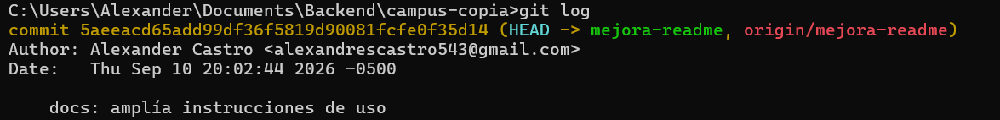 C:\Users\Alexander\Documents\Backend\campus-copia>git log
commit 5aeeacd65add99df36f5819d90081fcfe0f35d14 (HEAD -> mejora-readme, origin/mejora-readme)
Author: Alexander Castro <alexandrescastro543@gmail.com>
Date:   Thu Sep 10 20:02:44 2026 -0500
    docs: amplía instrucciones de uso